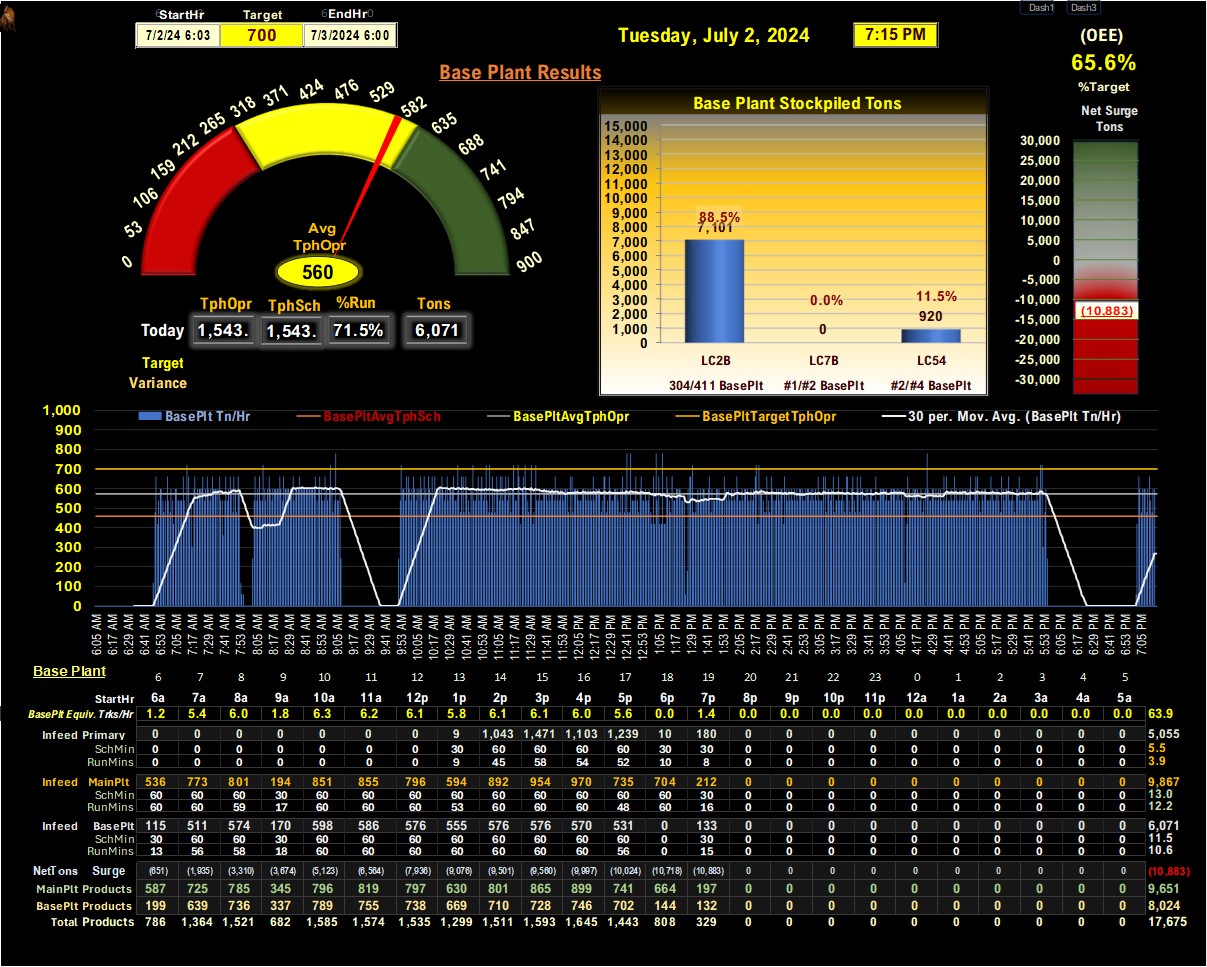 Dash1 Dash3
StartHr Target EndHr
7/2/24 6:03 700 7/3/2024 6:00
Tuesday, July 2, 2024 7:15 PM
(OEE)
65.6%
%Target
Net Surge
Tons
Base Plant Results
0 53 106 159 212 265 318 371 424 476 529 582 635 688 741 794 847 900
Avg
TphOpr
560
TphOpr TphSch %Run Tons
Today 1,543. 1,543. 71.5% 6,071
Target
Variance
Base Plant Stockpiled Tons
15,000
14,000
13,000
12,000
11,000
10,000
9,000
8,000
7,000
6,000
5,000
4,000
3,000
2,000
1,000
0
88.5% 0.0% 11.5%
7,101 0 920
LC2B LC7B LC54
304/411 BasePlt #1/#2 BasePlt #2/#4 BasePlt
30,000
25,000
20,000
15,000
10,000
5,000
0
-5,000
-10,000
(10,883)
-15,000
-20,000
-25,000
-30,000
BasePlt Tn/Hr BasePltAvgTphSch BasePltAvgTphOpr BasePltTargetTphOpr 30 per. Mov. Avg. (BasePlt Tn/Hr)
1,000
900
800
700
600
500
400
300
200
100
0
6:05 AM 6:17 AM 6:29 AM 6:41 AM 6:53 AM 7:05 AM 7:17 AM 7:29 AM 7:41 AM 7:53 AM 8:05 AM 8:17 AM 8:29 AM 8:41 AM 8:53 AM 9:05 AM 9:17 AM 9:29 AM 9:41 AM 9:53 AM 10:05 AM 10:17 AM 10:29 AM 10:41 AM 10:53 AM 11:05 AM 11:17 AM 11:29 AM 11:41 AM 11:53 AM 12:05 PM 12:17 PM 12:29 PM 12:41 PM 12:53 PM 1:05 PM 1:17 PM 1:29 PM 1:41 PM 1:53 PM 2:05 PM 2:17 PM 2:29 PM 2:41 PM 2:53 PM 3:05 PM 3:17 PM 3:29 PM 3:41 PM 3:53 PM 4:05 PM 4:17 PM 4:29 PM 4:41 PM 4:53 PM 5:05 PM 5:17 PM 5:29 PM 5:41 PM 5:53 PM 6:05 PM 6:17 PM 6:29 PM 6:41 PM 6:53 PM 7:05 PM
Base Plant
6 7 8 9 10 11 12 13 14 15 16 17 18 19 20 21 22 23 0 1 2 3 4 5
StartHr 6a 7a 8a 9a 10a 11a 12p 1p 2p 3p 4p 5p 6p 7p 8p 9p 10p 11p 12a 1a 2a 3a 4a 5a
BasePlt Equiv. Trks/Hr 1.2 5.4 6.0 1.8 6.3 6.2 6.1 5.8 6.1 6.1 6.0 5.6 0.0 1.4 0.0 0.0 0.0 0.0 0.0 0.0 0.0 0.0 0.0 0.0 63.9
Infeed Primary 0 0 0 0 0 0 0 9 1,043 1,471 1,103 1,239 10 180 0 0 0 0 0 0 0 0 0 0 5,055
SchMin 0 0 0 0 0 0 0 30 60 60 60 60 30 30 0 0 0 0 0 0 0 0 0 0 5.5
RunMins 0 0 0 0 0 0 0 9 45 58 54 52 10 8 0 0 0 0 0 0 0 0 0 0 3.9
Infeed MainPlt 536 773 801 194 851 855 796 594 892 954 970 735 704 212 0 0 0 0 0 0 0 0 0 0 9,867
SchMin 60 60 60 30 60 60 60 60 60 60 60 60 60 30 0 0 0 0 0 0 0 0 0 0 13.0
RunMins 60 60 59 17 60 60 60 53 60 60 60 48 60 16 0 0 0 0 0 0 0 0 0 0 12.2
Infeed BasePlt 115 511 574 170 598 586 576 555 576 576 570 531 0 133 0 0 0 0 0 0 0 0 0 0 6,071
SchMin 30 60 60 30 60 60 60 60 60 60 60 60 0 30 0 0 0 0 0 0 0 0 0 0 11.5
RunMins 13 56 58 18 60 60 60 60 60 60 60 56 0 15 0 0 0 0 0 0 0 0 0 0 10.6
NetTons Surge (651) (1,935) (3,310) (3,674) (5,123) (6,564) (7,936) (9,076) (9,501) (9,560) (9,997) (10,024) (10,718) (10,883) 0 0 0 0 0 0 0 0 0 0 (10,883)
MainPlt Products 587 725 785 345 796 819 797 630 801 865 899 741 664 197 0 0 0 0 0 0 0 0 0 0 9,651
BasePlt Products 199 639 736 337 789 755 738 669 710 728 746 702 144 132 0 0 0 0 0 0 0 0 0 0 8,024
Total Products 786 1,364 1,521 682 1,585 1,574 1,535 1,299 1,511 1,593 1,645 1,443 808 329 0 0 0 0 0 0 0 0 0 0 17,675